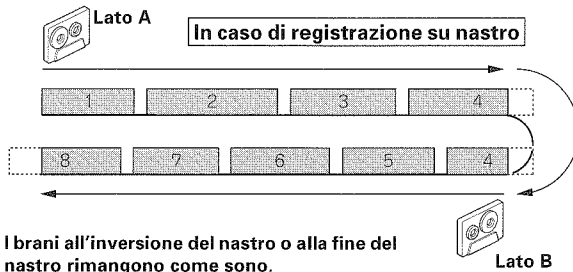 Lato A
In caso di registrazione su nastro
1 2 3 4
8 7 6 5 4
I brani all'inversione del nastro o alla fine del
nastro rimangono come sono.
Lato B